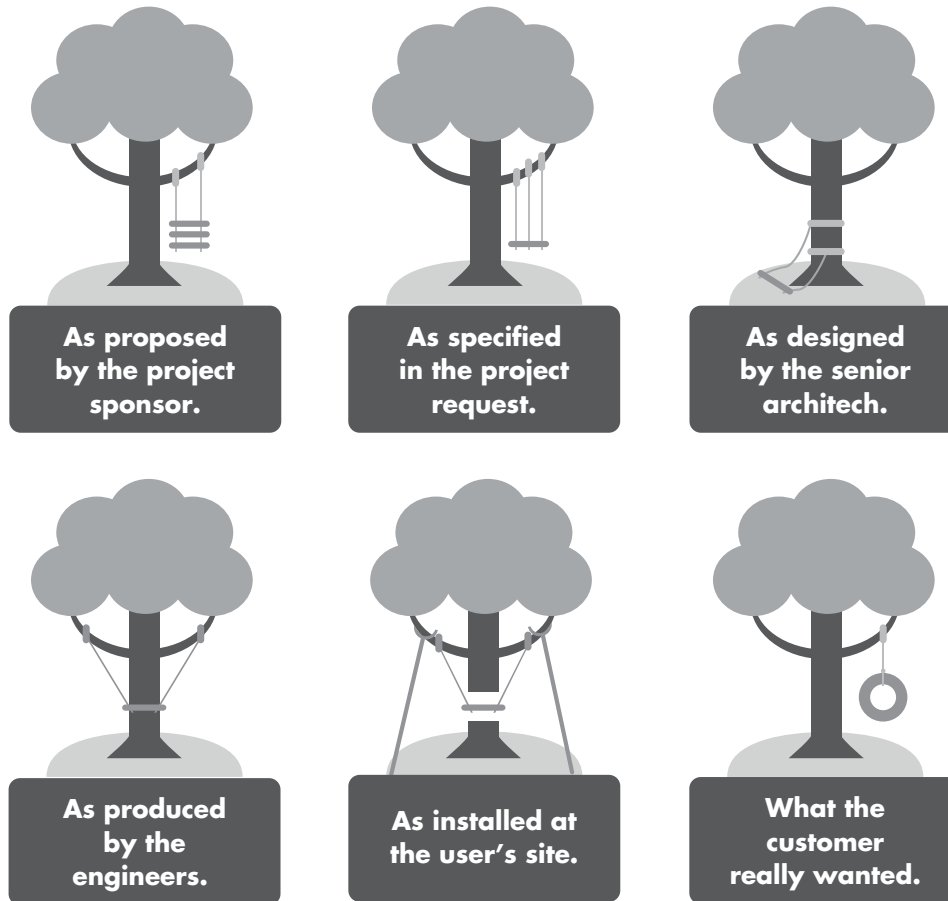 As proposed
by the project
sponsor.
As specified
in the project
request.
As designed
by the senior
architech.
As produced
by the
engineers.
As installed at
the user’s site.
What the
customer
really wanted.